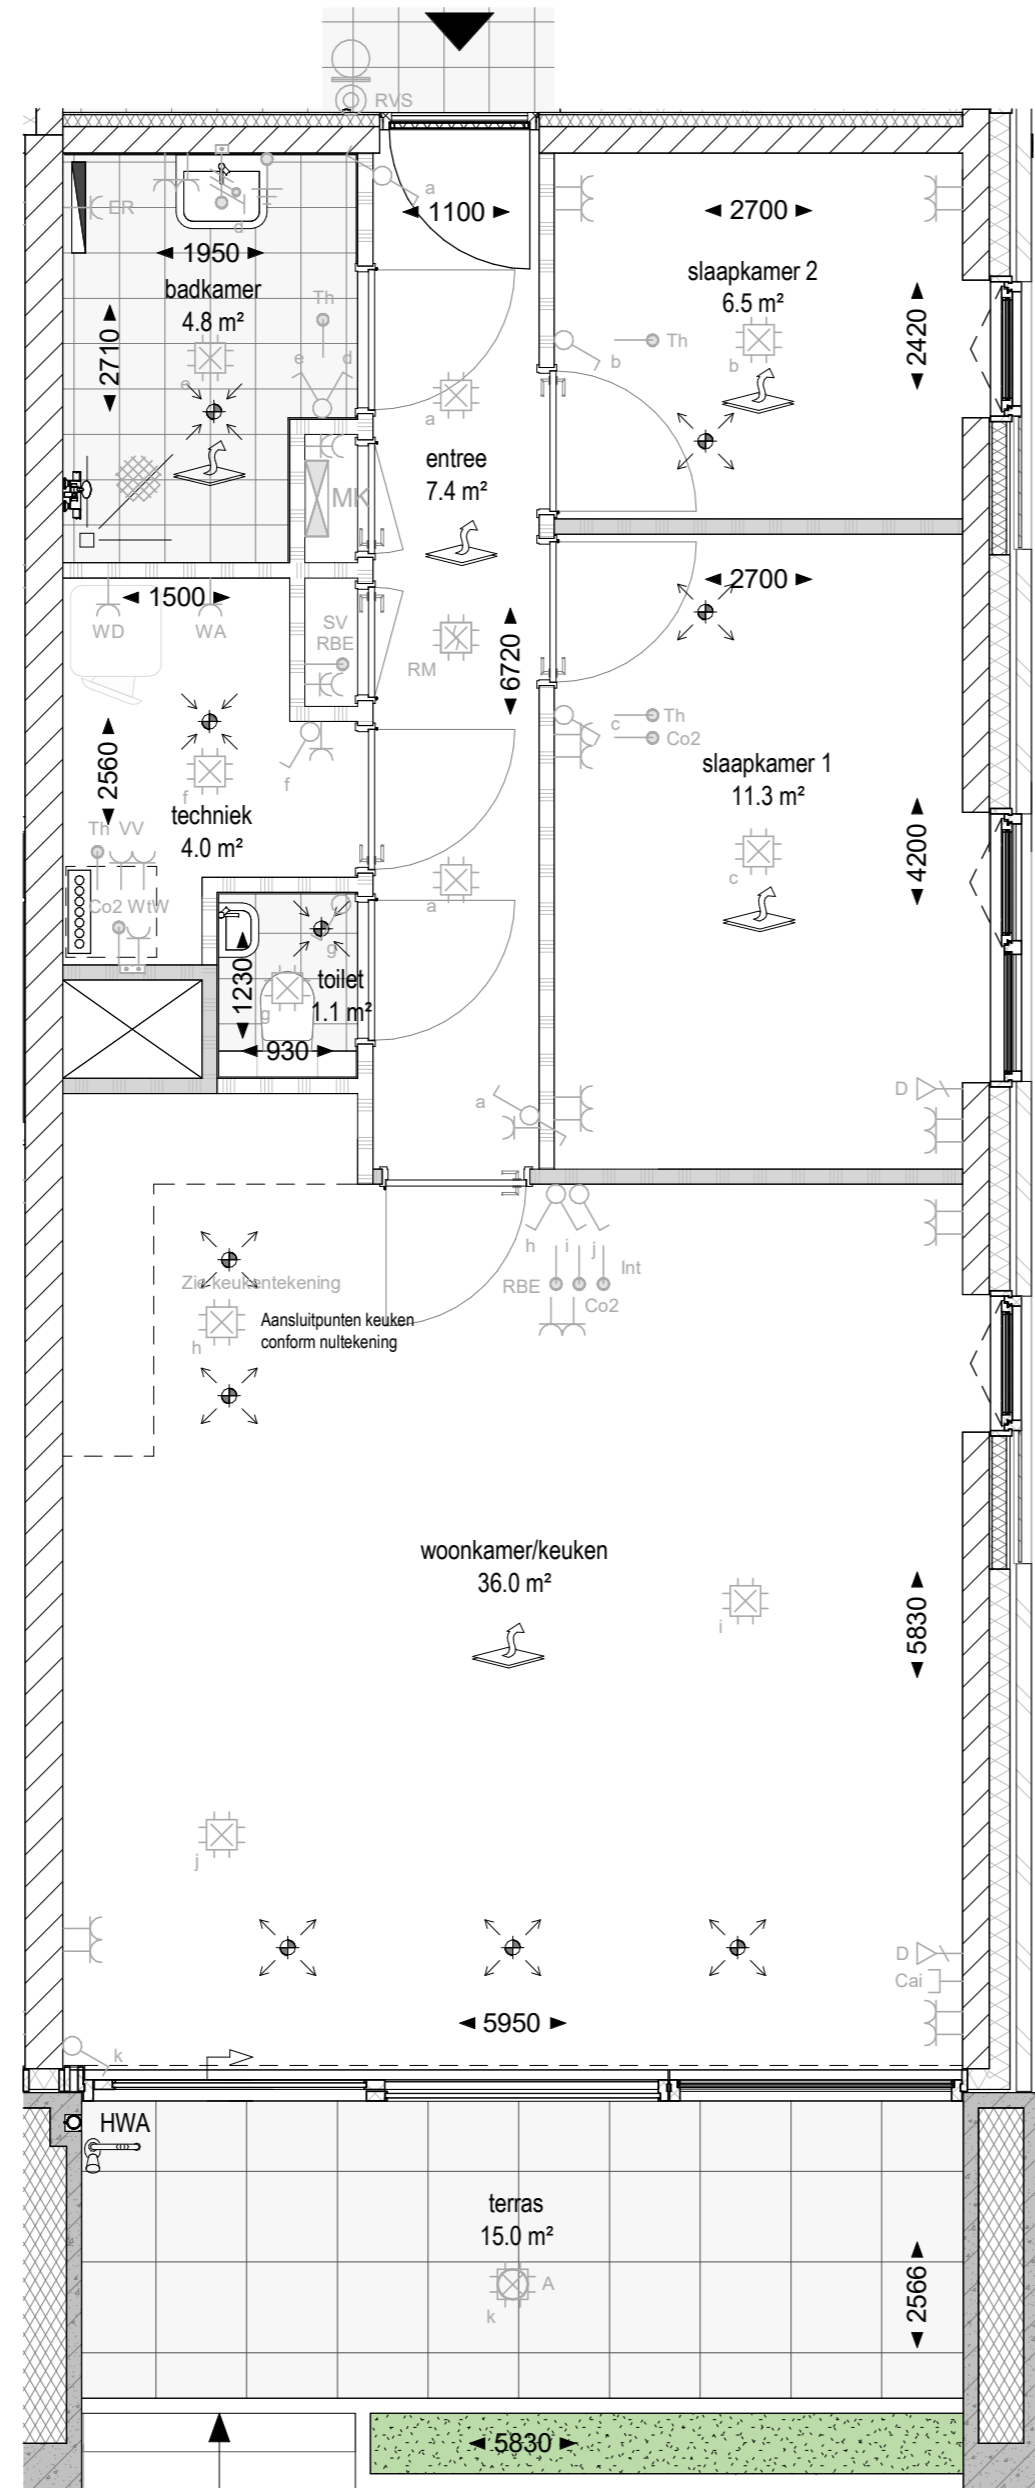 RVS
a
1100
2700
ER
d
1950
badkamer
4.8 m²
slaapkamer 2
6.5 m²
Th
2710
2420
e
d
b
Th
b
e
a
entree
7.4 m²
MK
2700
1500
WD
WA
SV
RBE
RM
6720
c
Th
Co2
slaapkamer 1
11.3 m²
2560
f
f
techniek
4.0 m²
Th VV
4200
c
a
Co2 WtW
g
1230
toilet
1.1 m²
g
930
D
a
h
i
j
Int
RBE
Co2
Zie keukentekening
Aansluitpunten keuken
conform nultekening
h
woonkamer/keuken
36.0 m²
i
5830
j
D
Cai
5950
k
HWA
terras
15.0 m²
A
k
2566
5830